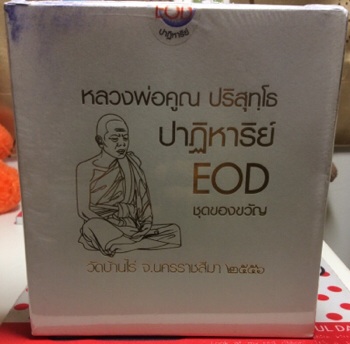 EOD
ปาฏิหาริย์
หลวงพ่อคูณ ปริสุทฺโธ
ปาฏิหาริย์
EOD
ชุดของขวัญ
วัดบ้านไร่ จ.นครราชสีมา ๒๕๕๖
UL DA